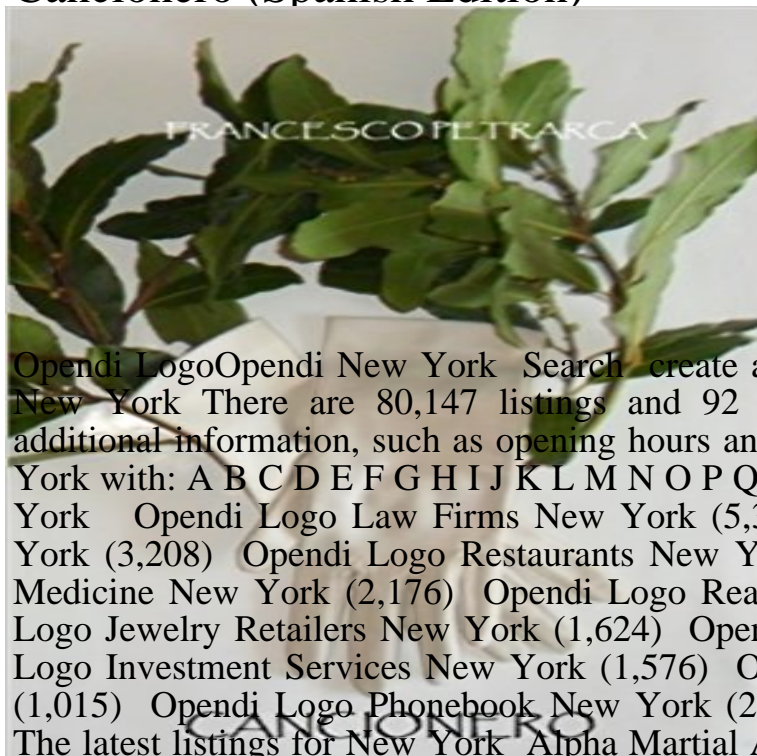 Cancionero (Spanish Edition)
FRANCESCO PETRARCA
Opendi LogoOpendi New York Search create a
New York There are 80,147 listings and 92
additional information, such as opening hours an
York with: A B C D E F G H I J K L M N O P Q
York Opendi Logo Law Firms New York (5,3
York (3,208) Opendi Logo Restaurants New Y
Medicine New York (2,176) Opendi Logo Rea
Logo Jewelry Retailers New York (1,624) Open
Logo Investment Services New York (1,576) O
(1,015) Opendi Logo Phonebook New York (2
CANCIONERO
The latest listings for New York Alpha Martial A